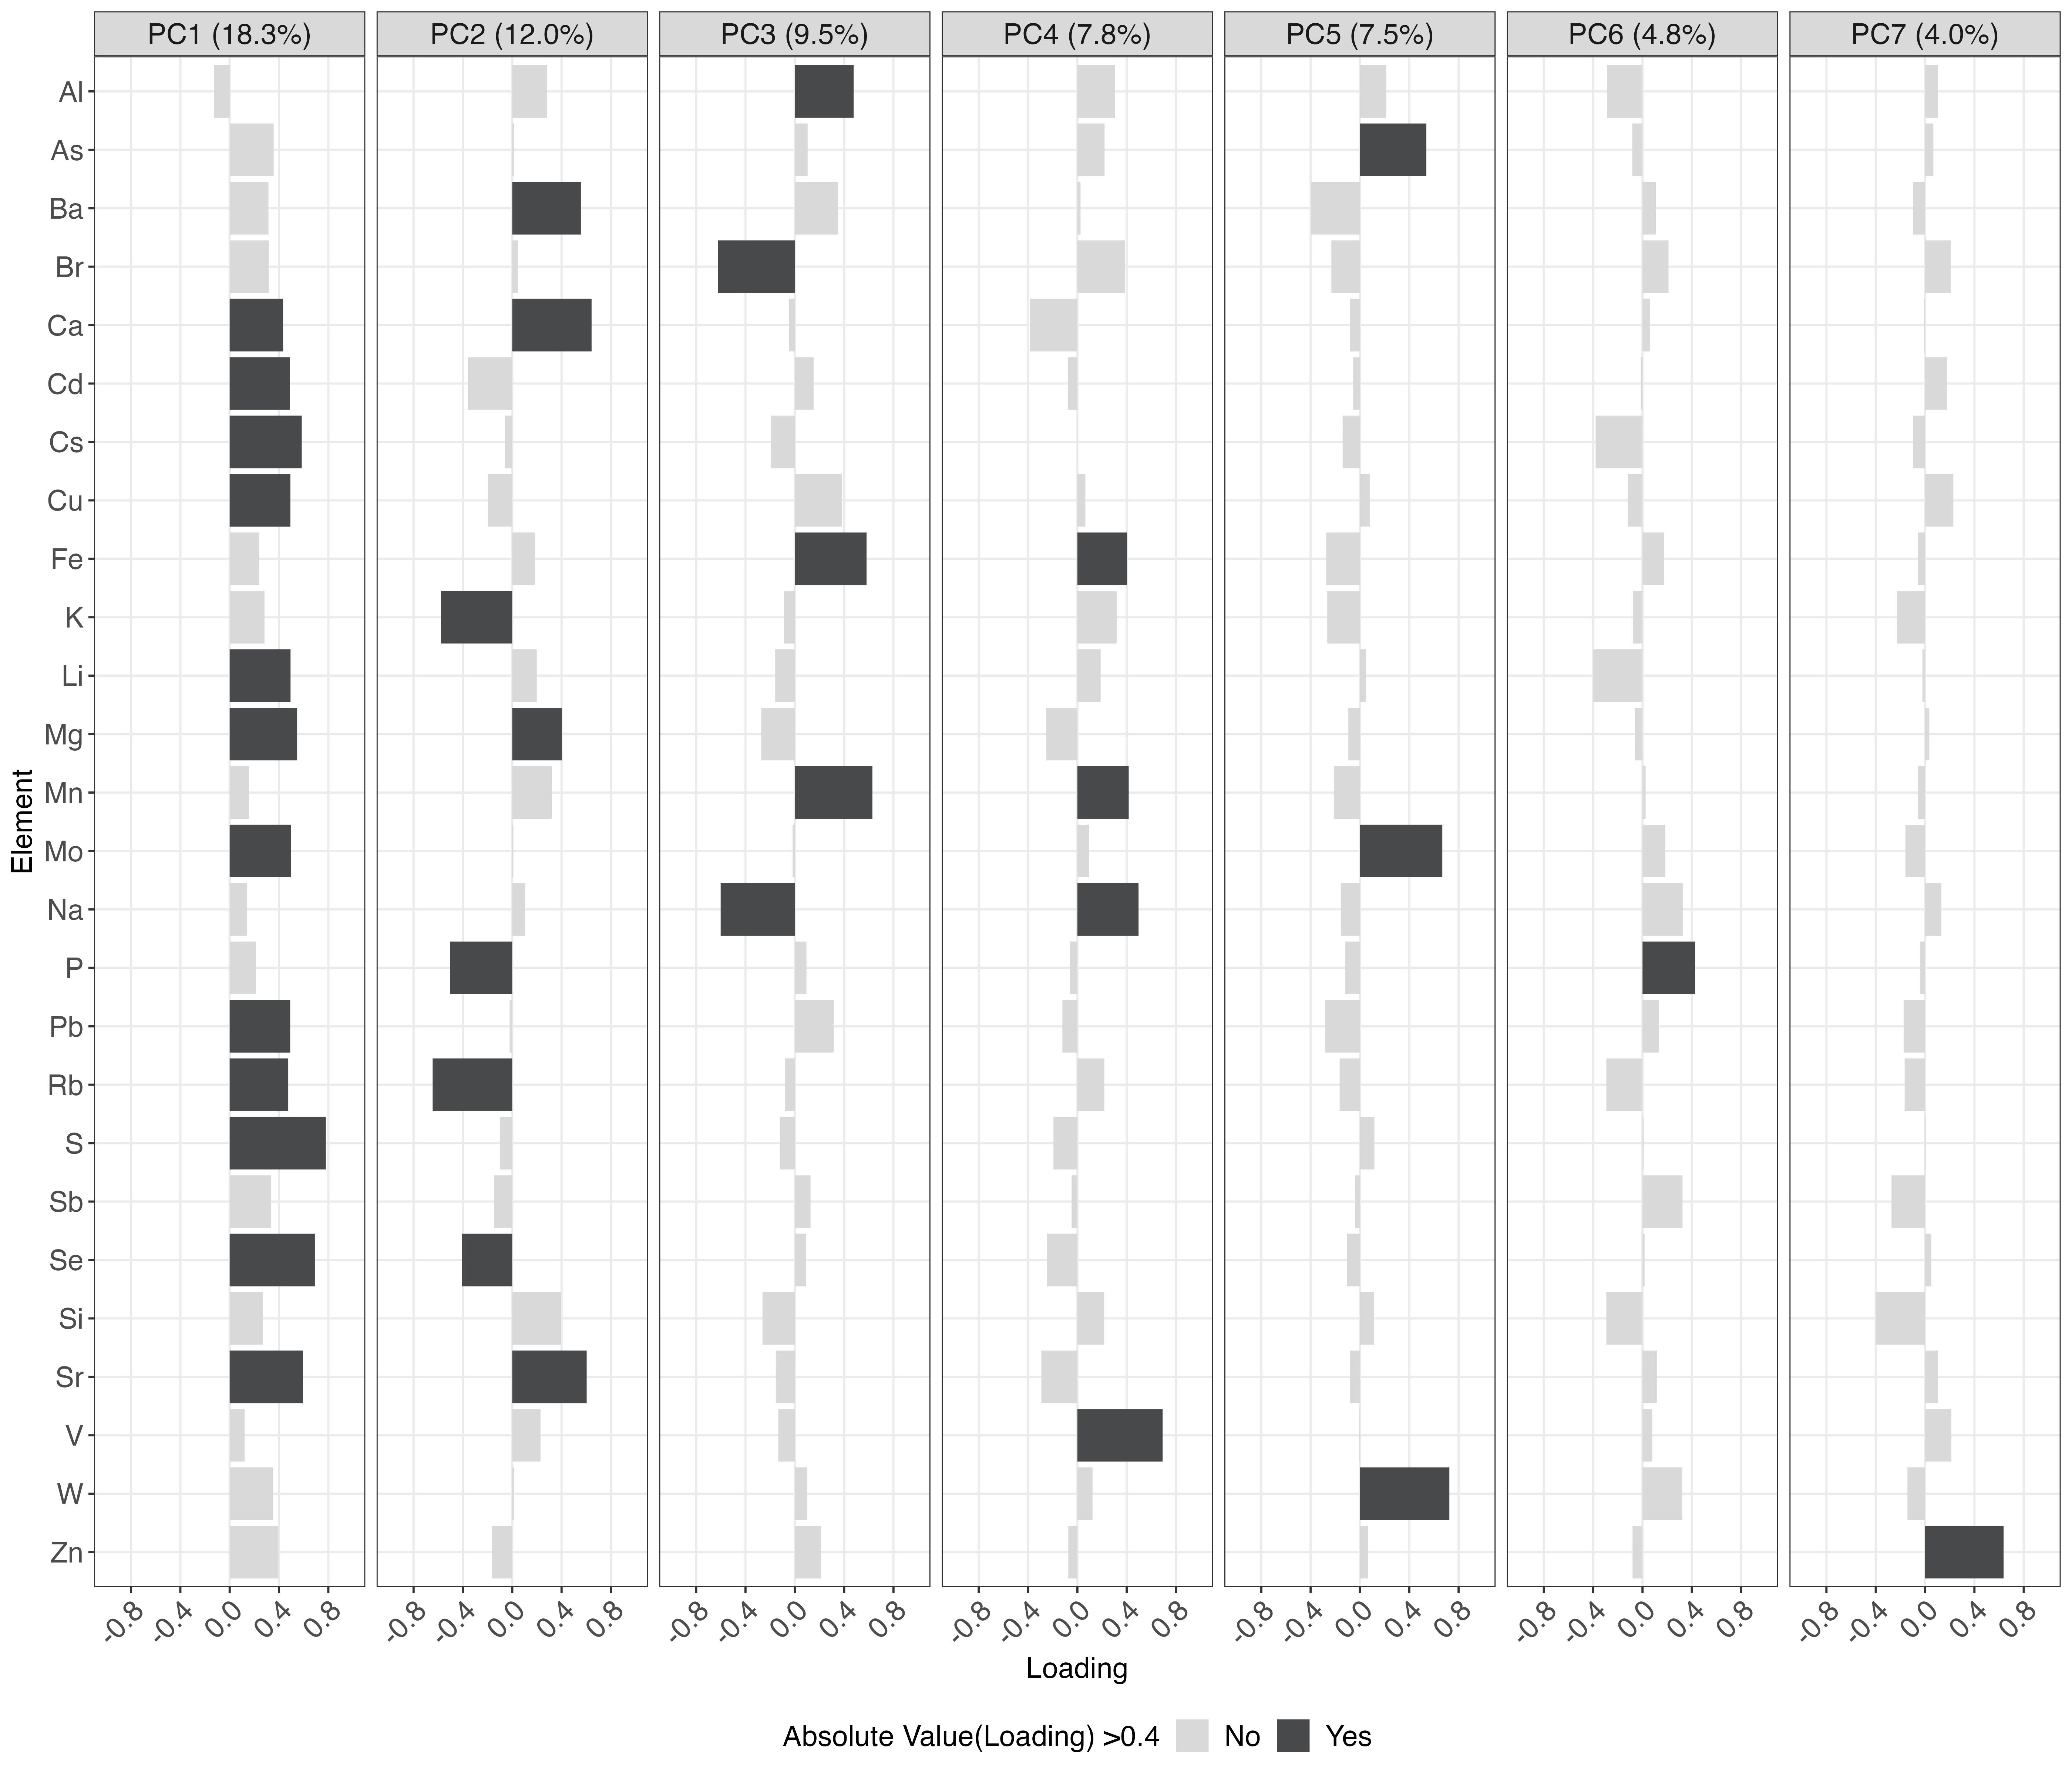 PC1 (18.3%) PC2 (12.0%) PC3 (9.5%) PC4 (7.8%) PC5 (7.5%) PC6 (4.8%) PC7 (4.0%)
Al
As
Ba
Br
Ca
Cd
Cs
Cu
Fe
K
Li
Mg
Mn
Mo
Na
P
Pb
Rb
S
Sb
Se
Si
Sr
V
W
Zn
Element
-0.8 -0.4 0.0 0.4 0.8 -0.8 -0.4 0.0 0.4 0.8 -0.8 -0.4 0.0 0.4 0.8 -0.8 -0.4 0.0 0.4 0.8 -0.8 -0.4 0.0 0.4 0.8 -0.8 -0.4 0.0 0.4 0.8 -0.8 -0.4 0.0 0.4 0.8
Loading
Absolute Value(Loading) >0.4 No Yes